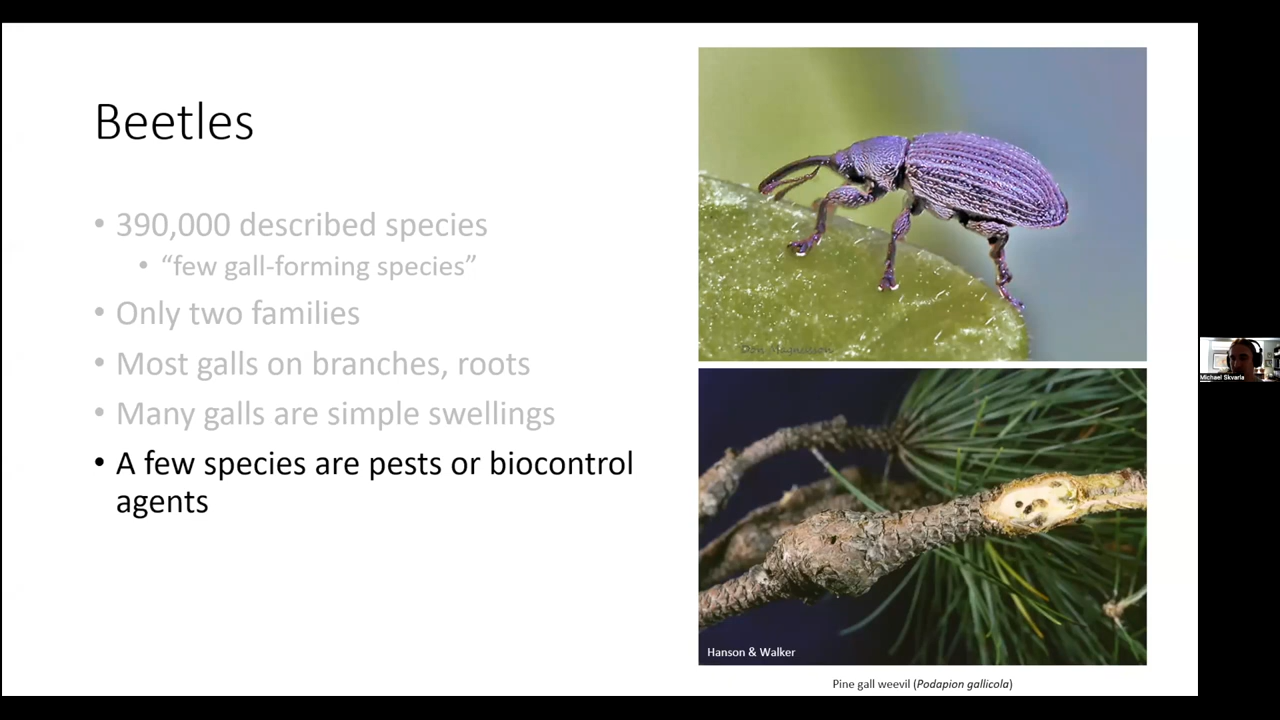 Beetles
• 390,000 described species
• “few gall-forming species”
• Only two families
• Most galls on branches, roots
• Many galls are simple swellings
• A few species are pests or biocontrol
agents
Hanson & Walker
Pine gall weevil (Podapion gallicola)
Michael Skvarla